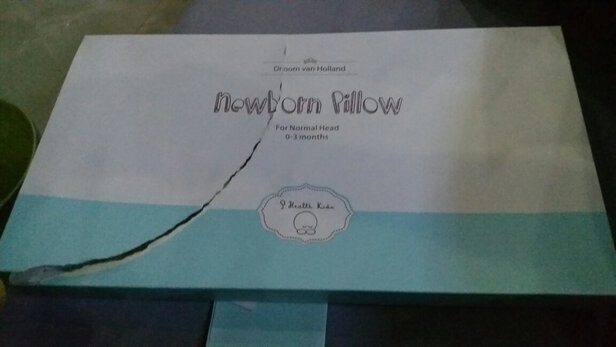 Droom van Holland
Newborn Pillow
For Normal Head
0-3 months
Health Kids